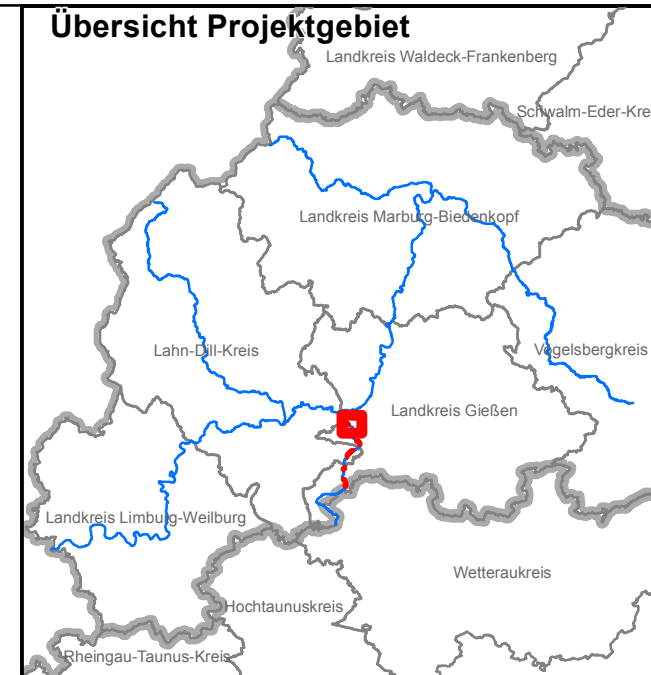 Übersicht Projektgebiet
Landkreis Waldeck-Frankenberg
Schwalm-Eder-Kre
Landkreis Marburg-Biedenkopf
Lahn-Dill-Kreis
Vogelsbergkreis
Landkreis Gießen
Landkreis Limburg-Weilburg
Wetteraukreis
Hochtaunuskreis
Rheingau-Taunus-Kreis